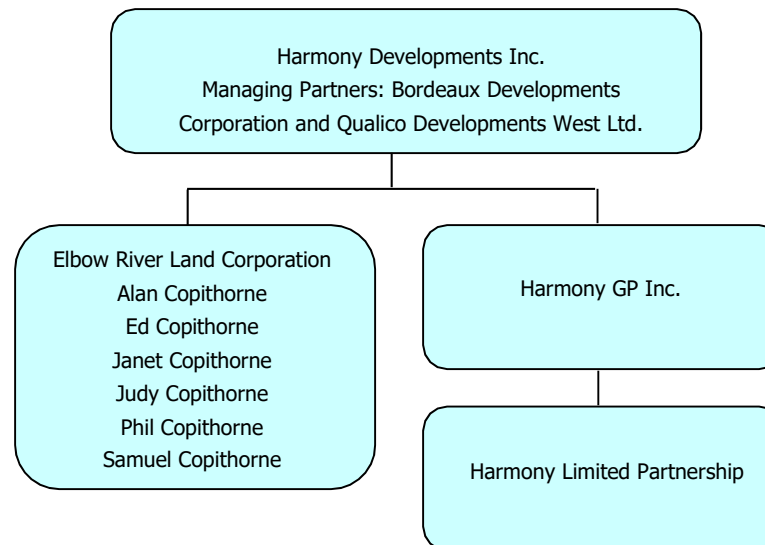 Harmony Developments Inc.
Managing Partners: Bordeaux Developments
Corporation and Qualico Developments West Ltd.
Elbow River Land Corporation
Alan Copithorne
Ed Copithorne
Janet Copithorne
Judy Copithorne
Phil Copithorne
Samuel Copithorne
Harmony GP Inc.
Harmony Limited Partnership